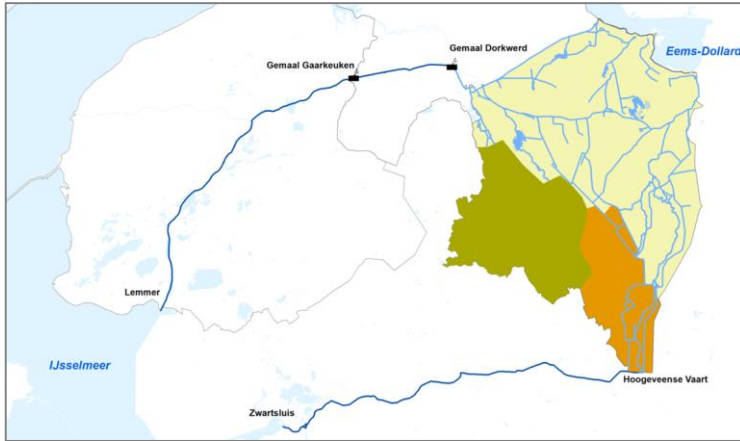 Gemaal Dorkwerd
Eems-Dollard
Gemaal Gaarkeuken
Lemmer
IJsselmeer
Hoogeveense Vaart
Zwartsluis